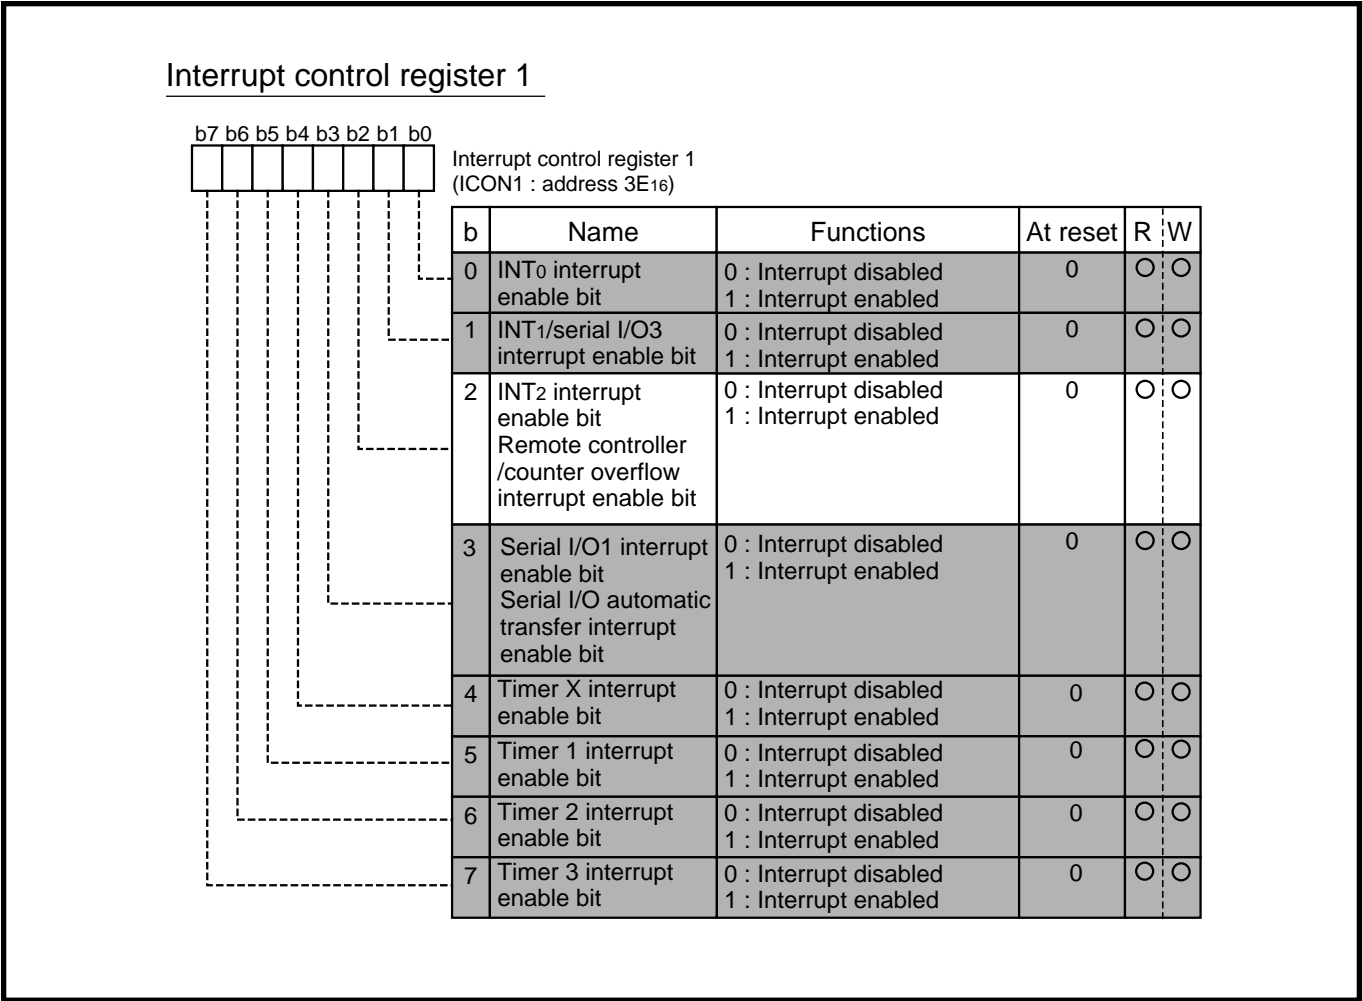 Interrupt control register 1
b7 b6 b5 b4 b3 b2 b1 b0
Interrupt control register 1
(ICON1 : address 3E16)
b Name Functions At reset R W
0 INT0 interrupt
enable bit
0 : Interrupt disabled
1 : Interrupt enabled
0 ○ ○
1 INT1/serial I/O3
interrupt enable bit
0 : Interrupt disabled
1 : Interrupt enabled
0 ○ ○
2 INT2 interrupt
enable bit
Remote controller
/counter overflow
interrupt enable bit
0 : Interrupt disabled
1 : Interrupt enabled
0 ○ ○
3 Serial I/O1 interrupt
enable bit
Serial I/O automatic
transfer interrupt
enable bit
0 : Interrupt disabled
1 : Interrupt enabled
0 ○ ○
4 Timer X interrupt
enable bit
0 : Interrupt disabled
1 : Interrupt enabled
0 ○ ○
5 Timer 1 interrupt
enable bit
0 : Interrupt disabled
1 : Interrupt enabled
0 ○ ○
6 Timer 2 interrupt
enable bit
0 : Interrupt disabled
1 : Interrupt enabled
0 ○ ○
7 Timer 3 interrupt
enable bit
0 : Interrupt disabled
1 : Interrupt enabled
0 ○ ○